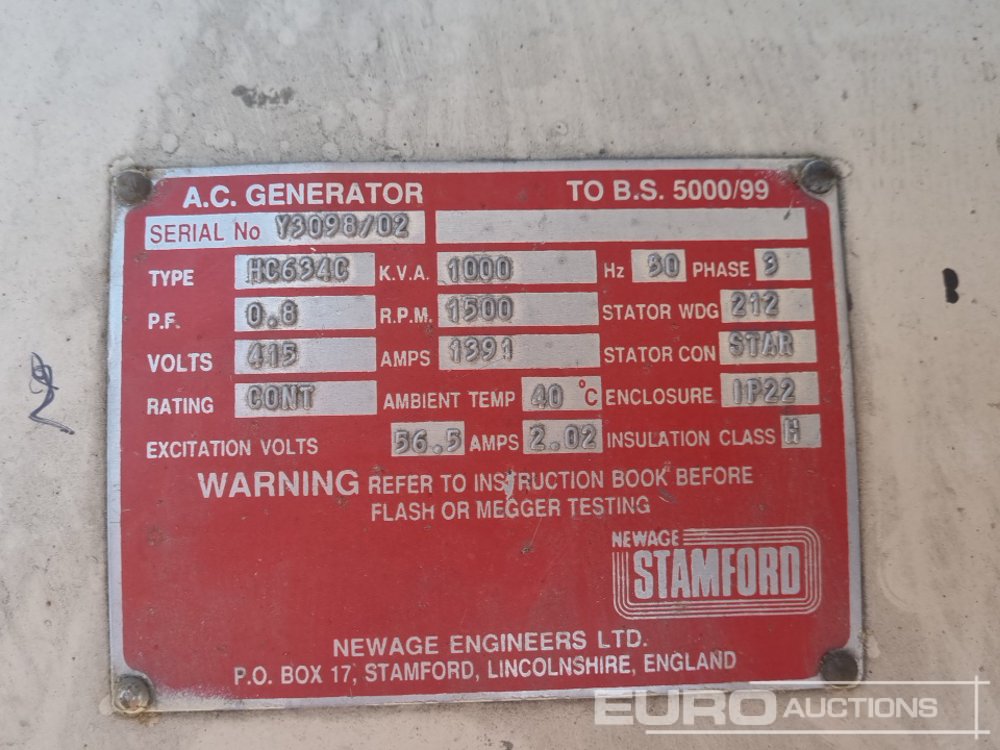 A.C. GENERATOR TO B.S. 5000/99
SERIAL No Y3098/02
TYPE HC634C K.V.A. 1000 Hz 50 PHASE 3
P.F. 0.8 R.P.M. 1500 STATOR WDG 212
VOLTS 415 AMPS 1391 STATOR CON STAR
RATING CONT AMBIENT TEMP 40 °C ENCLOSURE IP22
EXCITATION VOLTS 56.5 AMPS 2.02 INSULATION CLASS H
WARNING REFER TO INSTRUCTION BOOK BEFORE
FLASH OR MEGGER TESTING
NEWAGE
STAMFORD
NEWAGE ENGINEERS LTD.
P.O. BOX 17, STAMFORD, LINCOLNSHIRE, ENGLAND
EURO AUCTIONS